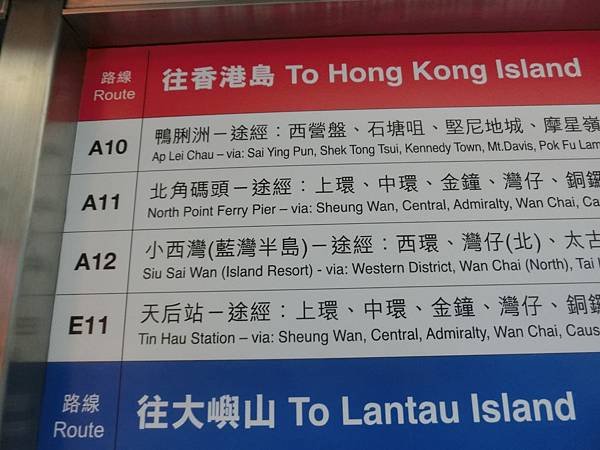 路線 往香港島 To Hong Kong Island
Route
A10 鴨脷洲－途經：西營盤、石塘咀、堅尼地城、摩星嶺
Ap Lei Chau – via: Sai Ying Pun, Shek Tong Tsui, Kennedy Town, Mt.Davis, Pok Fu Lam
A11 北角碼頭－途經：上環、中環、金鐘、灣仔、銅鑼
North Point Ferry Pier – via: Sheung Wan, Central, Admiralty, Wan Chai, Ca
A12 小西灣(藍灣半島)－途經：西環、灣仔(北)、太古
Siu Sai Wan (Island Resort) - via: Western District, Wan Chai (North), Tai
E11 天后站－途經：上環、中環、金鐘、灣仔、銅鑼
Tin Hau Station – via: Sheung Wan, Central, Admiralty, Wan Chai, Caus
路線 往大嶼山 To Lantau Island
Route